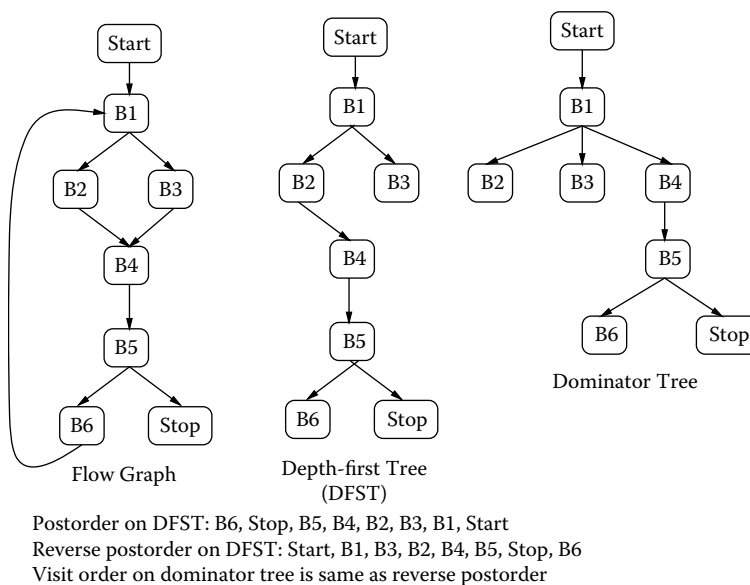 Start
B1
B2
B3
B4
B5
B6
Stop
Flow Graph
Start
B1
B2
B3
B4
B5
B6
Stop
Depth-first Tree
(DFST)
Start
B1
B2
B3
B4
B5
B6
Stop
Dominator Tree
Postorder on DFST: B6, Stop, B5, B4, B2, B3, B1, Start
Reverse postorder on DFST: Start, B1, B3, B2, B4, B5, Stop, B6
Visit order on dominator tree is same as reverse postorder